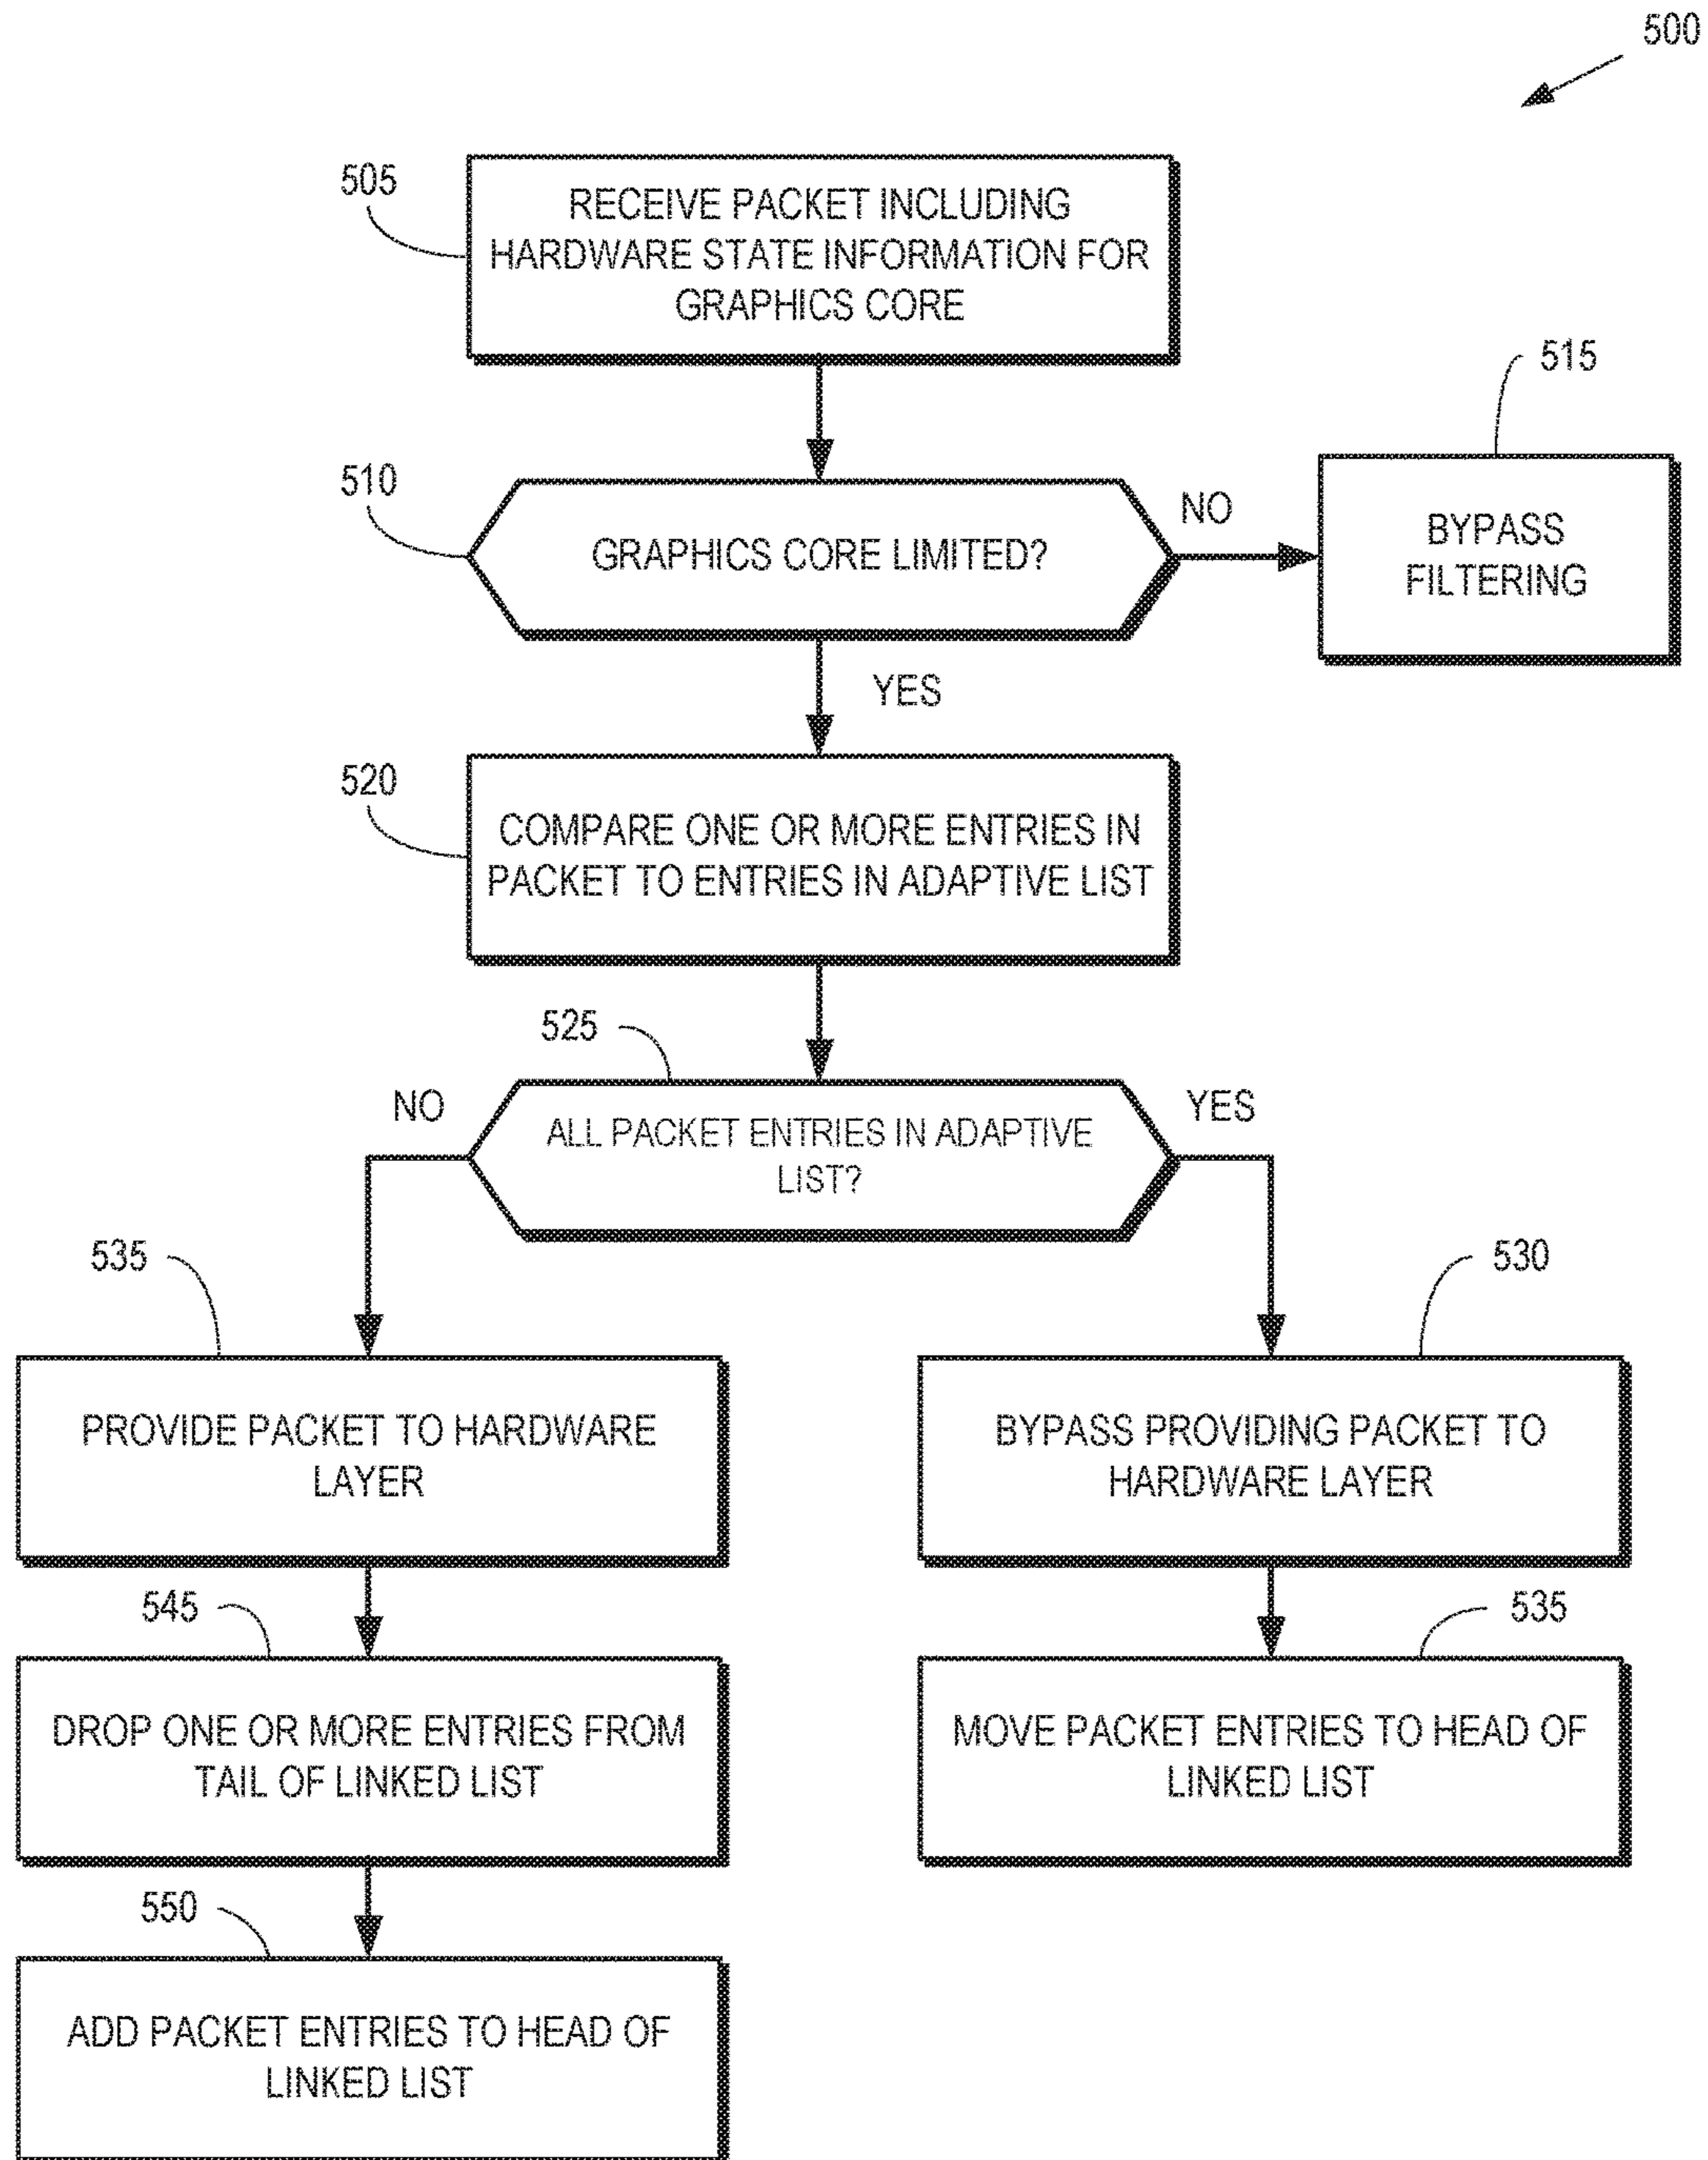 500
505
RECEIVE PACKET INCLUDING
HARDWARE STATE INFORMATION FOR
GRAPHICS CORE
515
510
GRAPHICS CORE LIMITED?
NO
BYPASS
FILTERING
YES
520
COMPARE ONE OR MORE ENTRIES IN
PACKET TO ENTRIES IN ADAPTIVE LIST
525
NO
ALL PACKET ENTRIES IN ADAPTIVE
LIST?
YES
535
530
PROVIDE PACKET TO HARDWARE
LAYER
BYPASS PROVIDING PACKET TO
HARDWARE LAYER
545
535
DROP ONE OR MORE ENTRIES FROM
TAIL OF LINKED LIST
MOVE PACKET ENTRIES TO HEAD OF
LINKED LIST
550
ADD PACKET ENTRIES TO HEAD OF
LINKED LIST